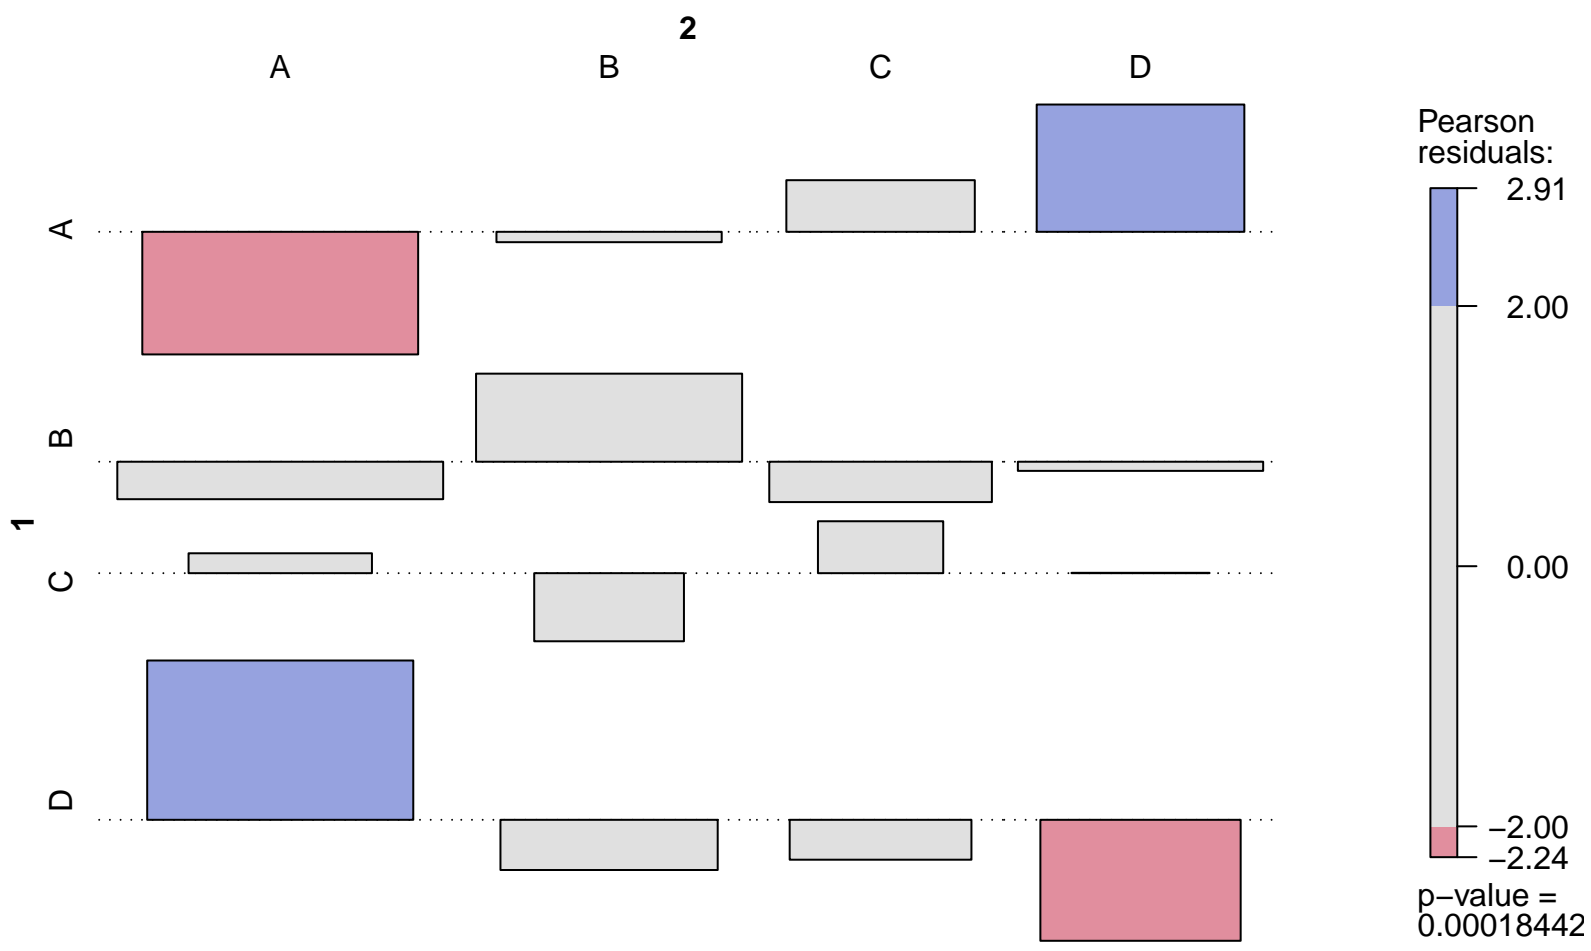 2
A B C D
A
B
C
D
1
Pearson
residuals:
2.91
2.00
0.00
−2.00
−2.24
p−value =
0.00018442